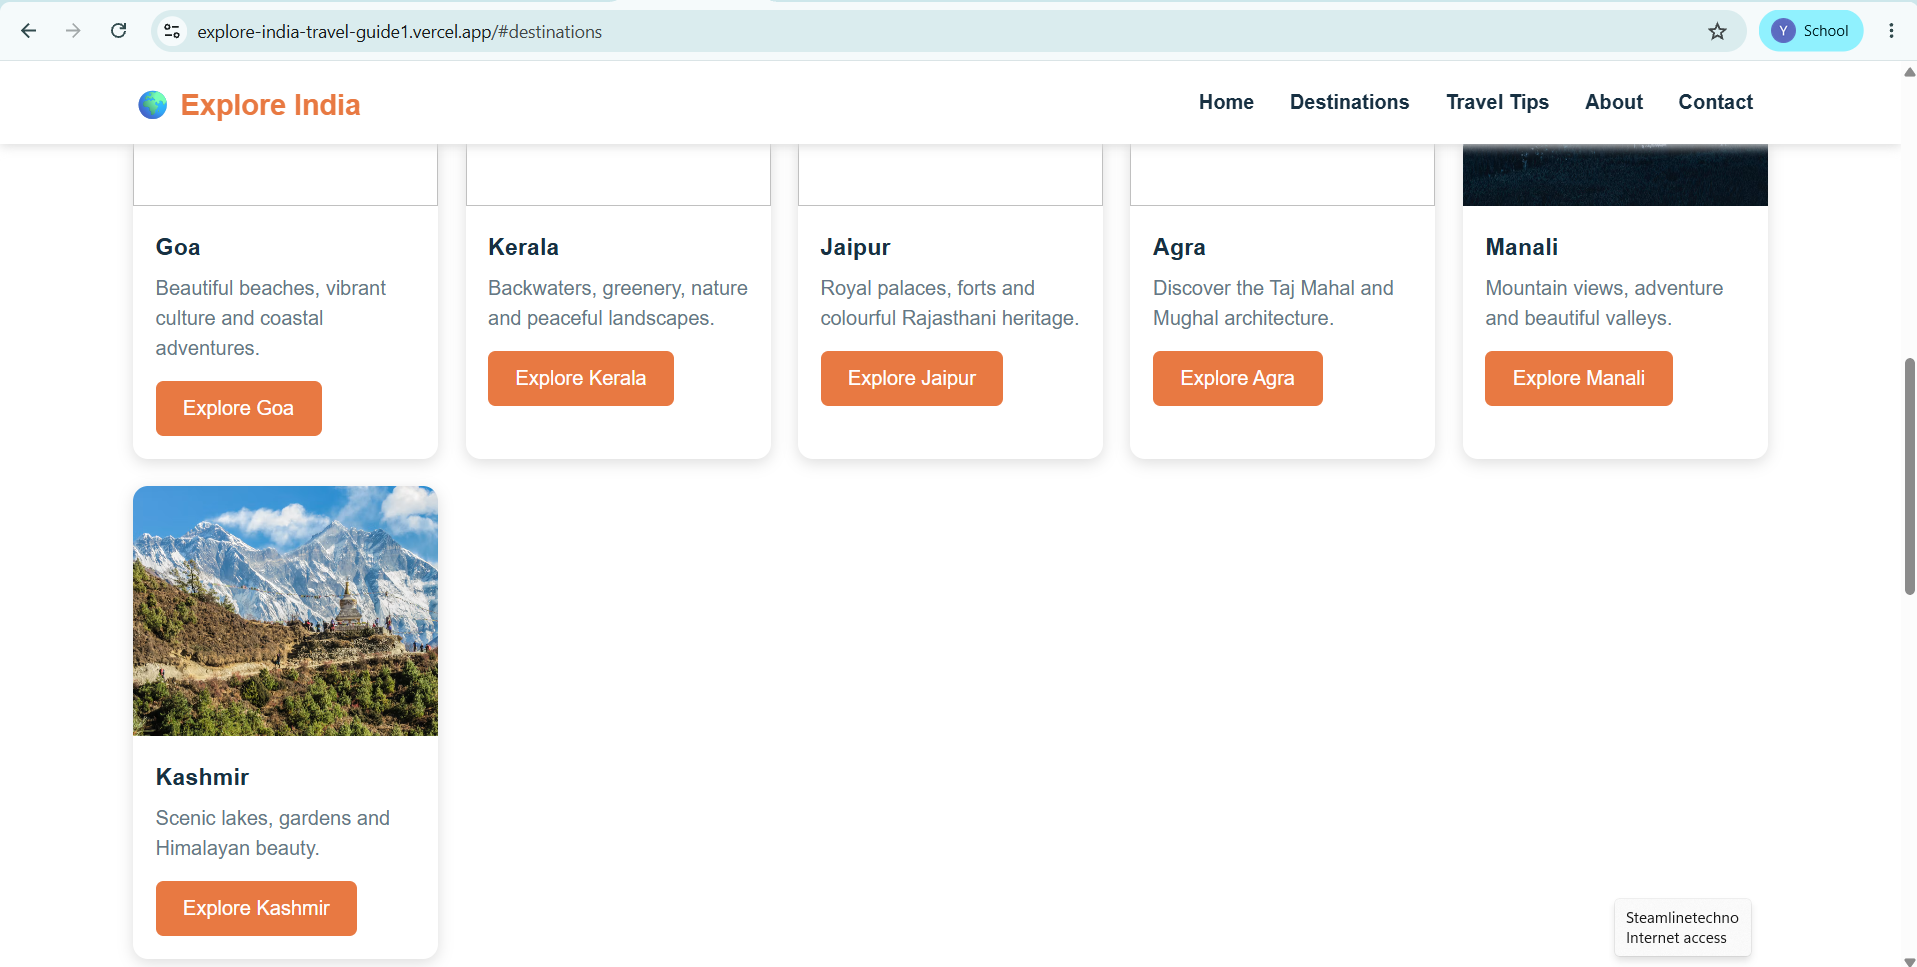 explore-india-travel-guide1.vercel.app/#destinations
Y School
Explore India
Home Destinations Travel Tips About Contact
Goa
Beautiful beaches, vibrant
culture and coastal
adventures.
Explore Goa
Kerala
Backwaters, greenery, nature
and peaceful landscapes.
Explore Kerala
Jaipur
Royal palaces, forts and
colourful Rajasthani heritage.
Explore Jaipur
Agra
Discover the Taj Mahal and
Mughal architecture.
Explore Agra
Manali
Mountain views, adventure
and beautiful valleys.
Explore Manali
Kashmir
Scenic lakes, gardens and
Himalayan beauty.
Explore Kashmir
Steamlinetechno
Internet access